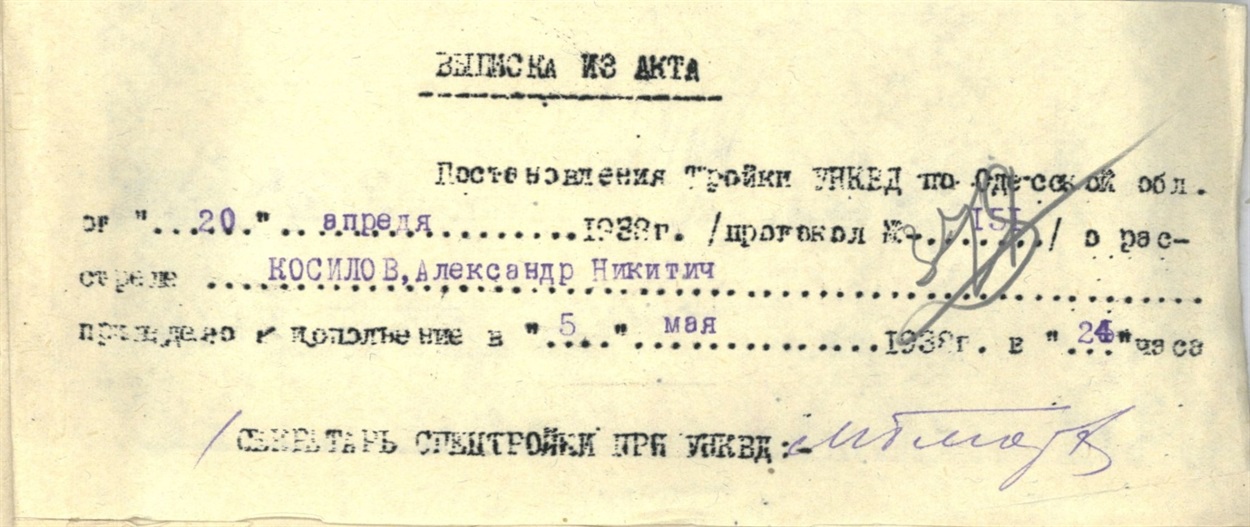 ВЫПИСКА ИЗ АКТА
Постановления Тройки УНКВД по Одесской обл.
от "...20."..апреля..............1938г. /протокол №...151.../ о рас-
стреле ...КОСИЛОВ,Александр Никитич...
приведено в исполнение в "..5.." ..мая...............1938г. в "24"часа
СЕКРЕТАРЬ СПЕЦТРОЙКИ ПРИ УНКВД:-